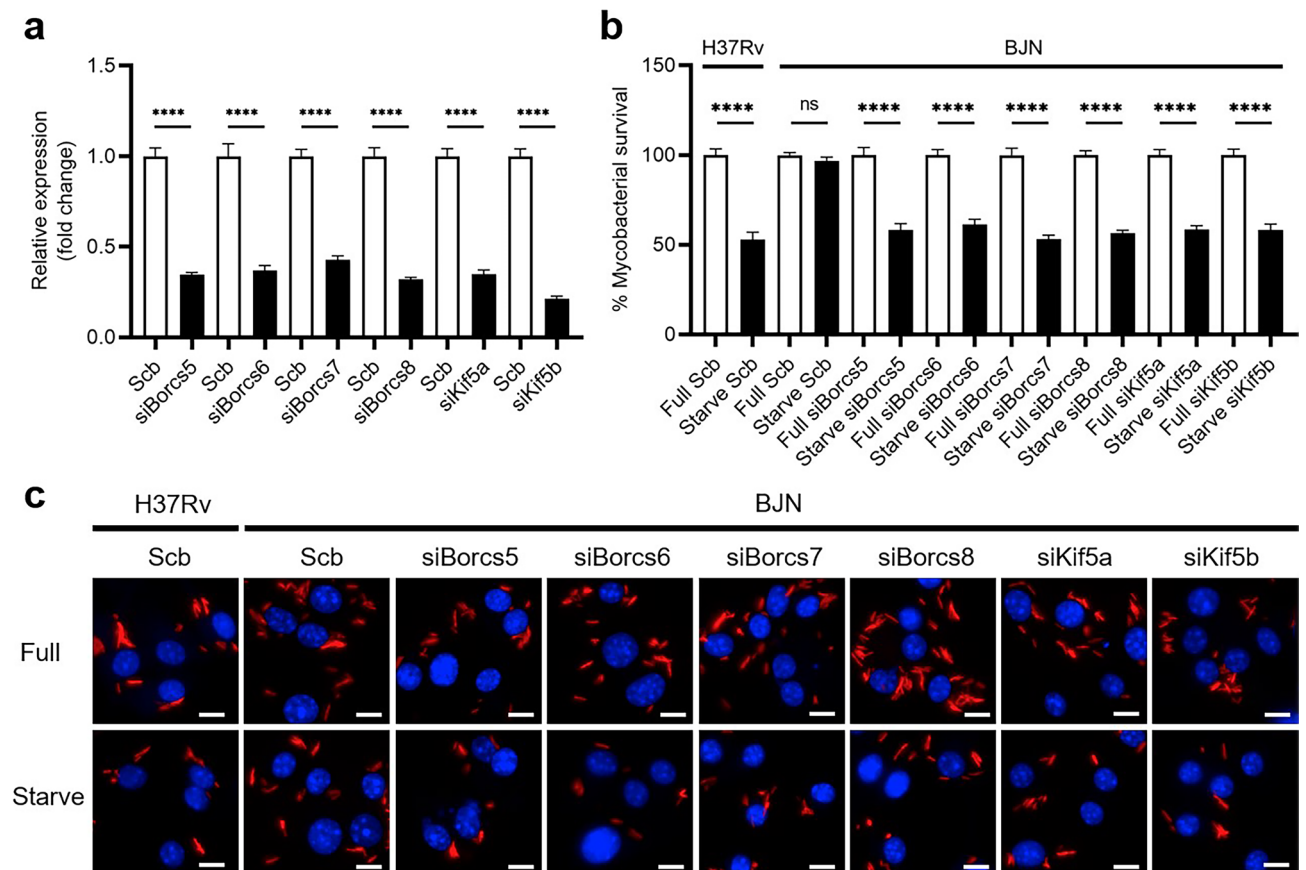 a
Relative expression
(fold change)
1.5
1.0
0.5
0.0
**** **** **** **** **** ****
Scb siBorcs5 Scb siBorcs6 Scb siBorcs7 Scb siBorcs8 Scb siKif5a Scb siKif5b
b
H37Rv BJN
% Mycobacterial survival
150
100
50
0
**** ns **** **** **** **** **** ****
Full Scb Starve Scb Full Scb Starve Scb Full siBorcs5 Starve siBorcs5 Full siBorcs6 Starve siBorcs6 Full siBorcs7 Starve siBorcs7 Full siBorcs8 Starve siBorcs8 Full siKif5a Starve siKif5a Full siKif5b Starve siKif5b
c
H37Rv BJN
Scb Scb siBorcs5 siBorcs6 siBorcs7 siBorcs8 siKif5a siKif5b
Full
Starve